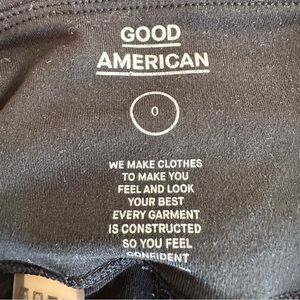 GOOD
AMERICAN
0
WE MAKE CLOTHES
TO MAKE YOU
FEEL AND LOOK
YOUR BEST
EVERY GARMENT
IS CONSTRUCTED
SO YOU FEEL
CONFIDENT